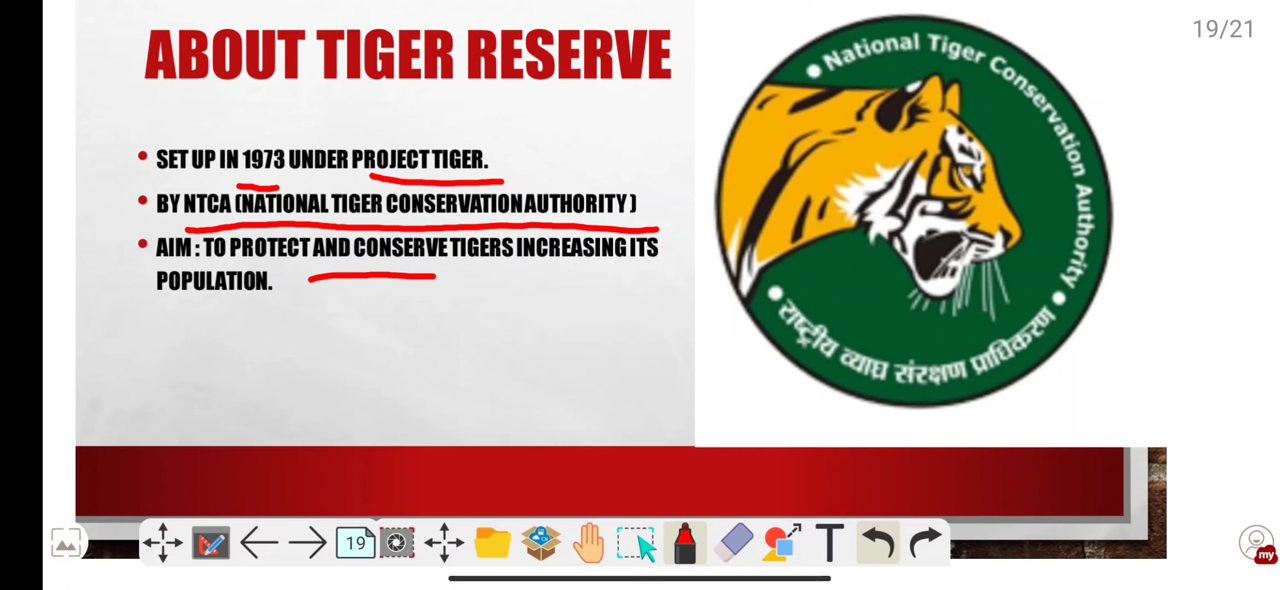 19/21
ABOUT TIGER RESERVE
• SET UP IN 1973 UNDER PROJECT TIGER.
• BY NTCA (NATIONAL TIGER CONSERVATION AUTHORITY )
• AIM : TO PROTECT AND CONSERVE TIGERS INCREASING ITS
POPULATION.
• National Tiger Conservation Authority •
• राष्ट्रीय व्याघ्र संरक्षण प्राधिकरण
19
T
my